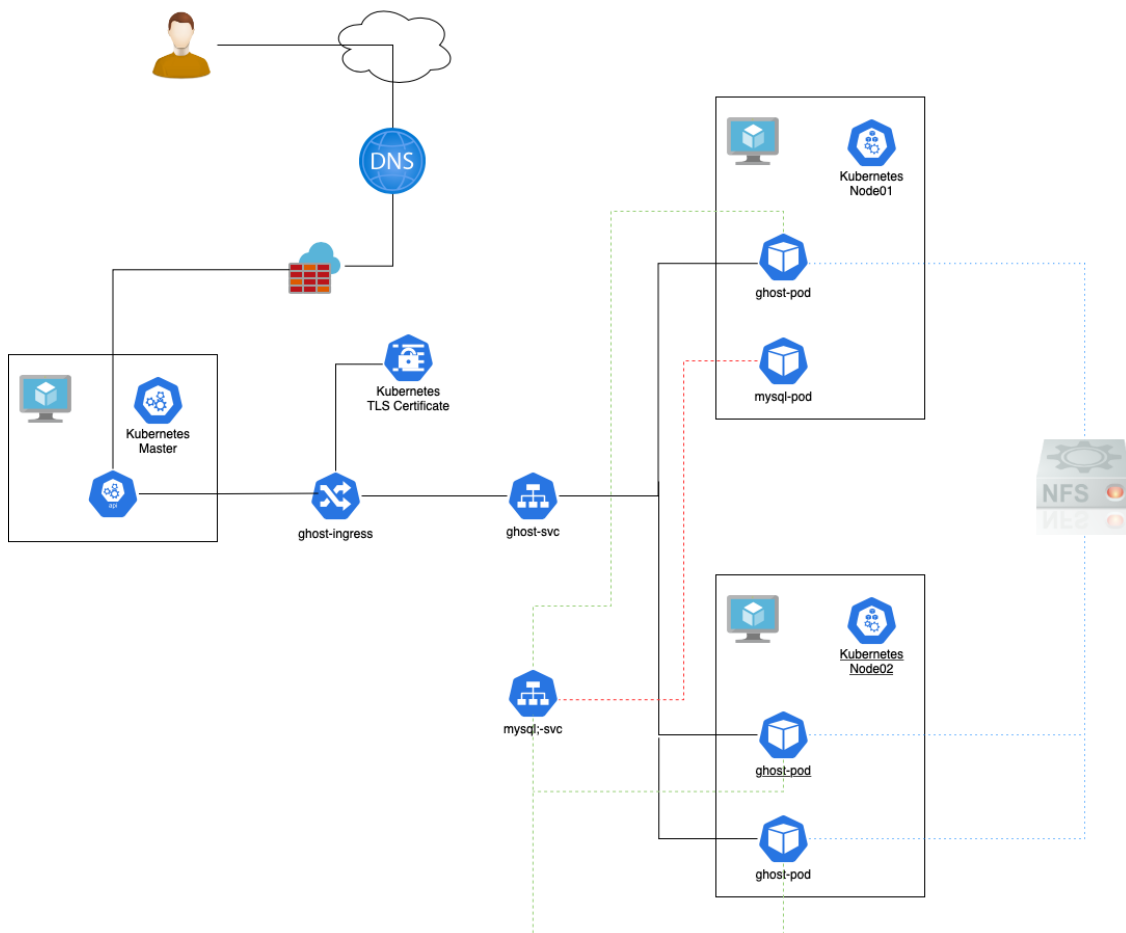 DNS
Kubernetes
Node01
ghost-pod
Kubernetes
TLS Certificate
mysql-pod
Kubernetes
Master
api
NFS
ghost-ingress
ghost-svc
Kubernetes
Node02
mysql;-svc
ghost-pod
ghost-pod